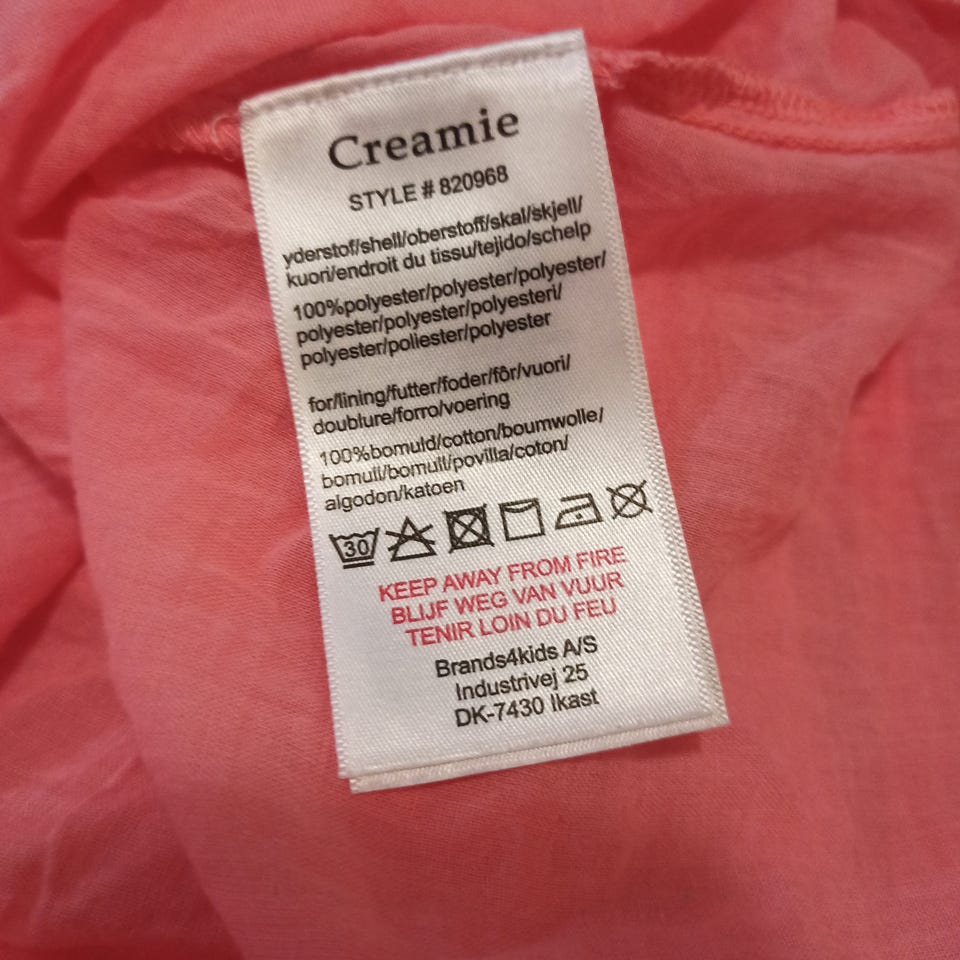 Creamie
STYLE # 820968
yderstof/shell/oberstoff/skal/skjell/
kuori/endroit du tissu/tejido/schelp
100%polyester/polyester/polyester/
polyester/polyester/polyesteri/
polyester/poliester/polyester
for/lining/futter/foder/fôr/vuori/
doublure/forro/voering
100%bomuld/cotton/boumwolle/
bomull/bomull/povilla/coton/
algodon/katoen
30
KEEP AWAY FROM FIRE
BLIJF WEG VAN VUUR
TENIR LOIN DU FEU
Brands4kids A/S
Industrivej 25
DK-7430 Ikast